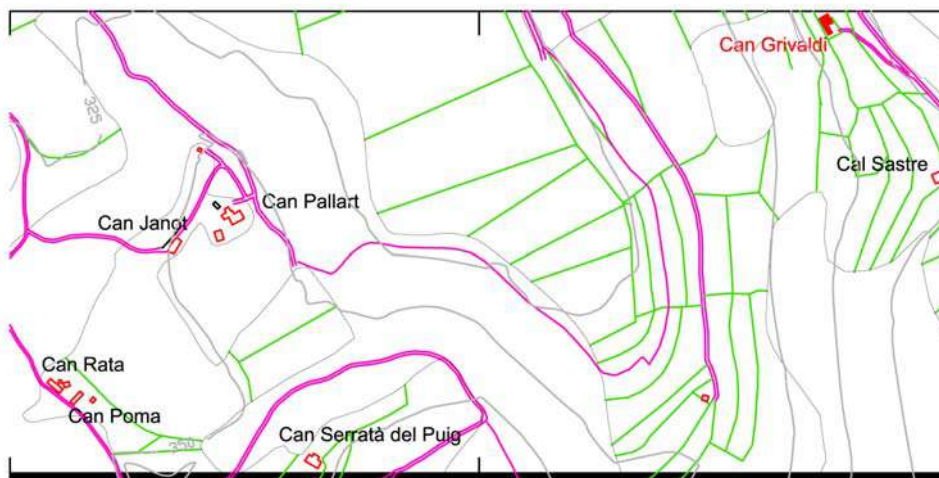 Can Grivaldi
325
Cal Sastre
Can Pallart
Can Janot
Can Rata
Can Poma
Can Serratà del Puig
350